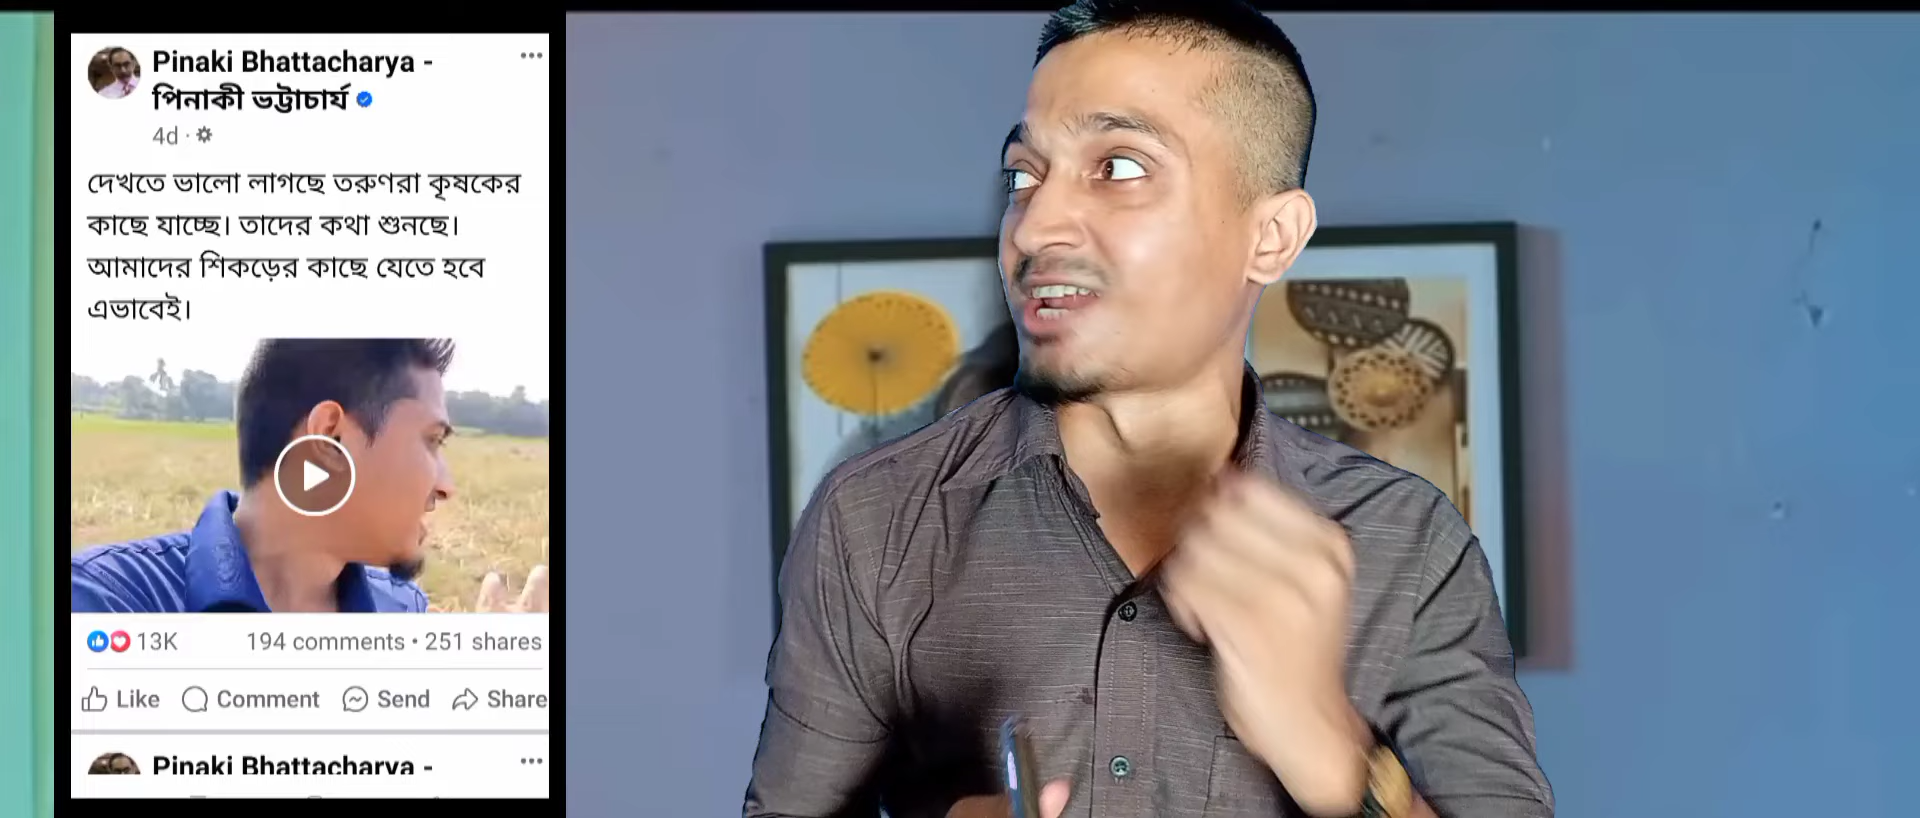 Pinaki Bhattacharya -
পিনাকী ভট্টাচার্য
4d
দেখতে ভালো লাগছে তরুণরা কৃষকের
কাছে যাচ্ছে। তাদের কথা শুনছে।
আমাদের শিকড়ের কাছে যেতে হবে
এভাবেই।
13K
194 comments • 251 shares
Like Comment Send Share
Pinaki Bhattacharya -